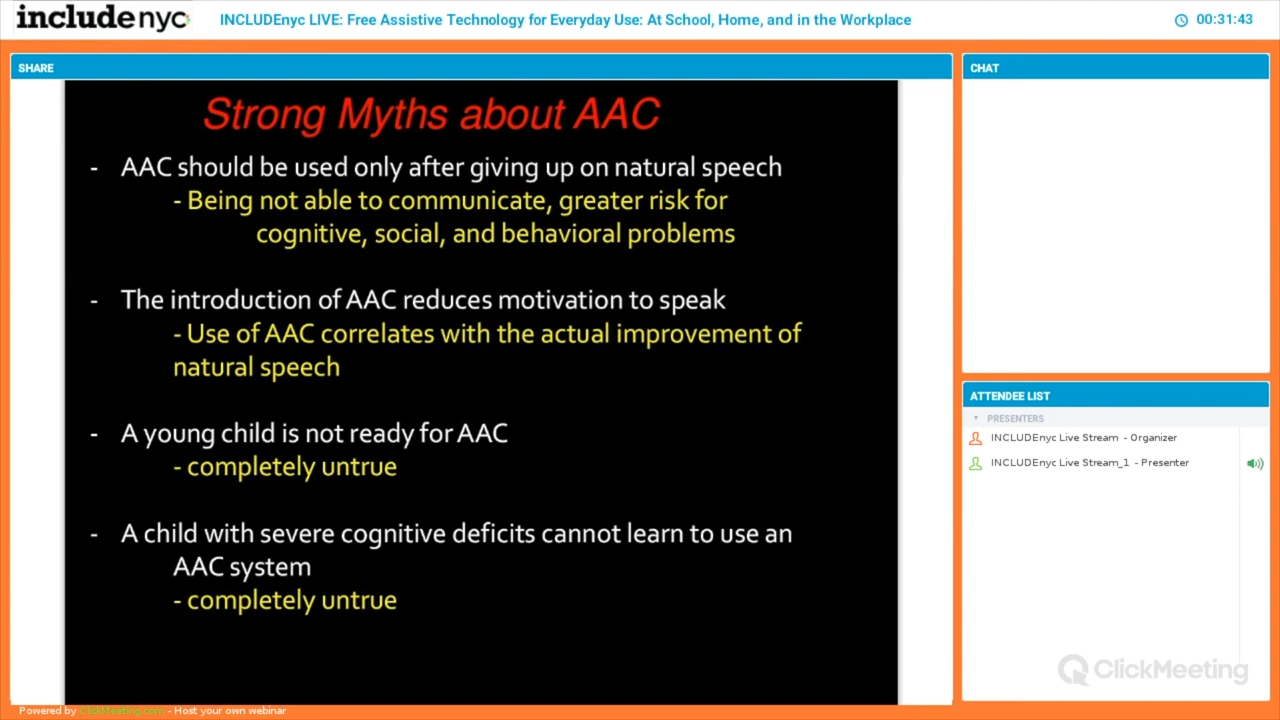 includenyc
INCLUDEnyc LIVE: Free Assistive Technology for Everyday Use: At School, Home, and in the Workplace
00:31:43
SHARE
Strong Myths about AAC
- AAC should be used only after giving up on natural speech
- Being not able to communicate, greater risk for
cognitive, social, and behavioral problems
- The introduction of AAC reduces motivation to speak
- Use of AAC correlates with the actual improvement of
natural speech
- A young child is not ready for AAC
- completely untrue
- A child with severe cognitive deficits cannot learn to use an
AAC system
- completely untrue
CHAT
ATTENDEE LIST
PRESENTERS
INCLUDEnyc Live Stream - Organizer
INCLUDEnyc Live Stream_1 - Presenter
ClickMeeting
Powered by ClickMeeting.com - Host your own webinar